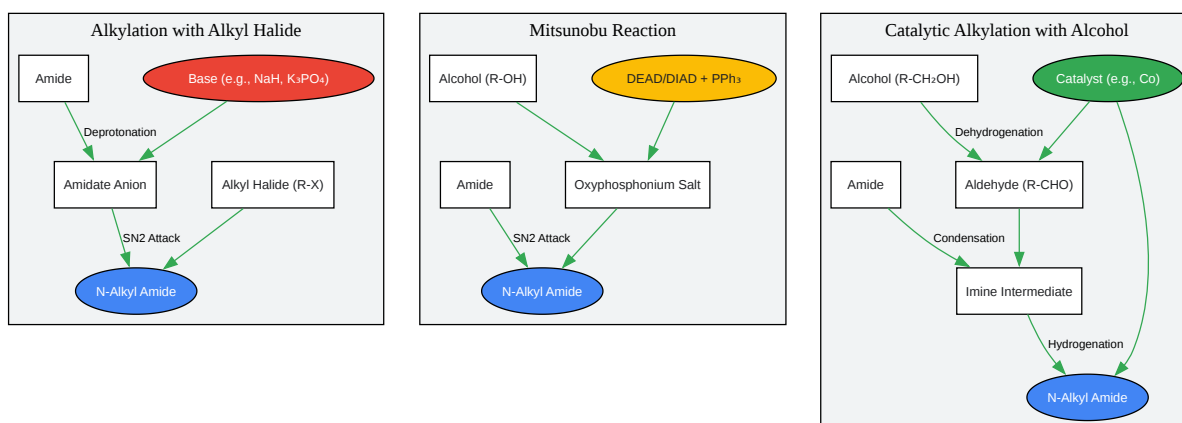 Alkylation with Alkyl Halide
Amide
Base (e.g., NaH, K₃PO₄)
Deprotonation
Amidate Anion
Alkyl Halide (R-X)
SN2 Attack
N-Alkyl Amide
Mitsunobu Reaction
Alcohol (R-OH)
DEAD/DIAD + PPh₃
Amide
Oxyphosphonium Salt
SN2 Attack
N-Alkyl Amide
Catalytic Alkylation with Alcohol
Alcohol (R-CH₂OH)
Catalyst (e.g., Co)
Dehydrogenation
Amide
Aldehyde (R-CHO)
Condensation
Imine Intermediate
Hydrogenation
N-Alkyl Amide